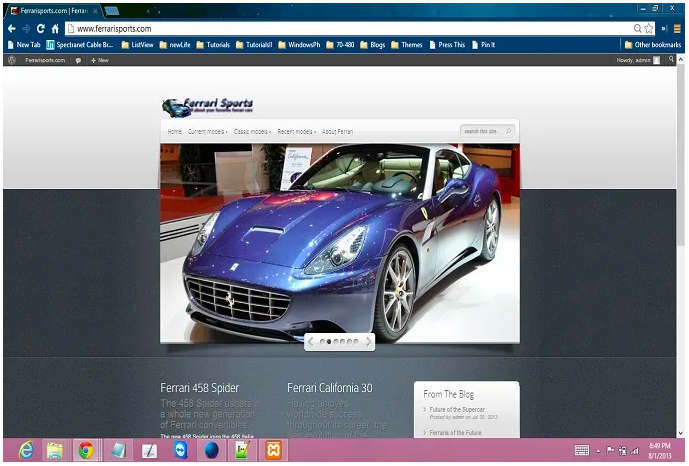 Ferrarisports.com | Ferrari
www.ferrarisports.com
New Tab Spectranet Cable Br... ListView newLife Tutorials TutorialsII WindowsPh 70-480 Blogs Themes Press This Pin It Other bookmarks
Ferrarisports.com + New Howdy, admin
Ferrari Sports
all about your favorite ferrari cars
Home Current models Classic models Recent models About Ferrari search this site...
California
Ferrari 458 Spider
The 458 Spider ushers in
a whole new generation
of Ferrari convertibles.
The new 458 Spider joins the 458 Italia
Ferrari California 30
Having enjoyed
worldwide success
throughout its career, the
From The Blog
Future of the Supercar
Posted by admin on Jul 30, 2013
Ferraris of the Future
8:49 PM
8/1/2013